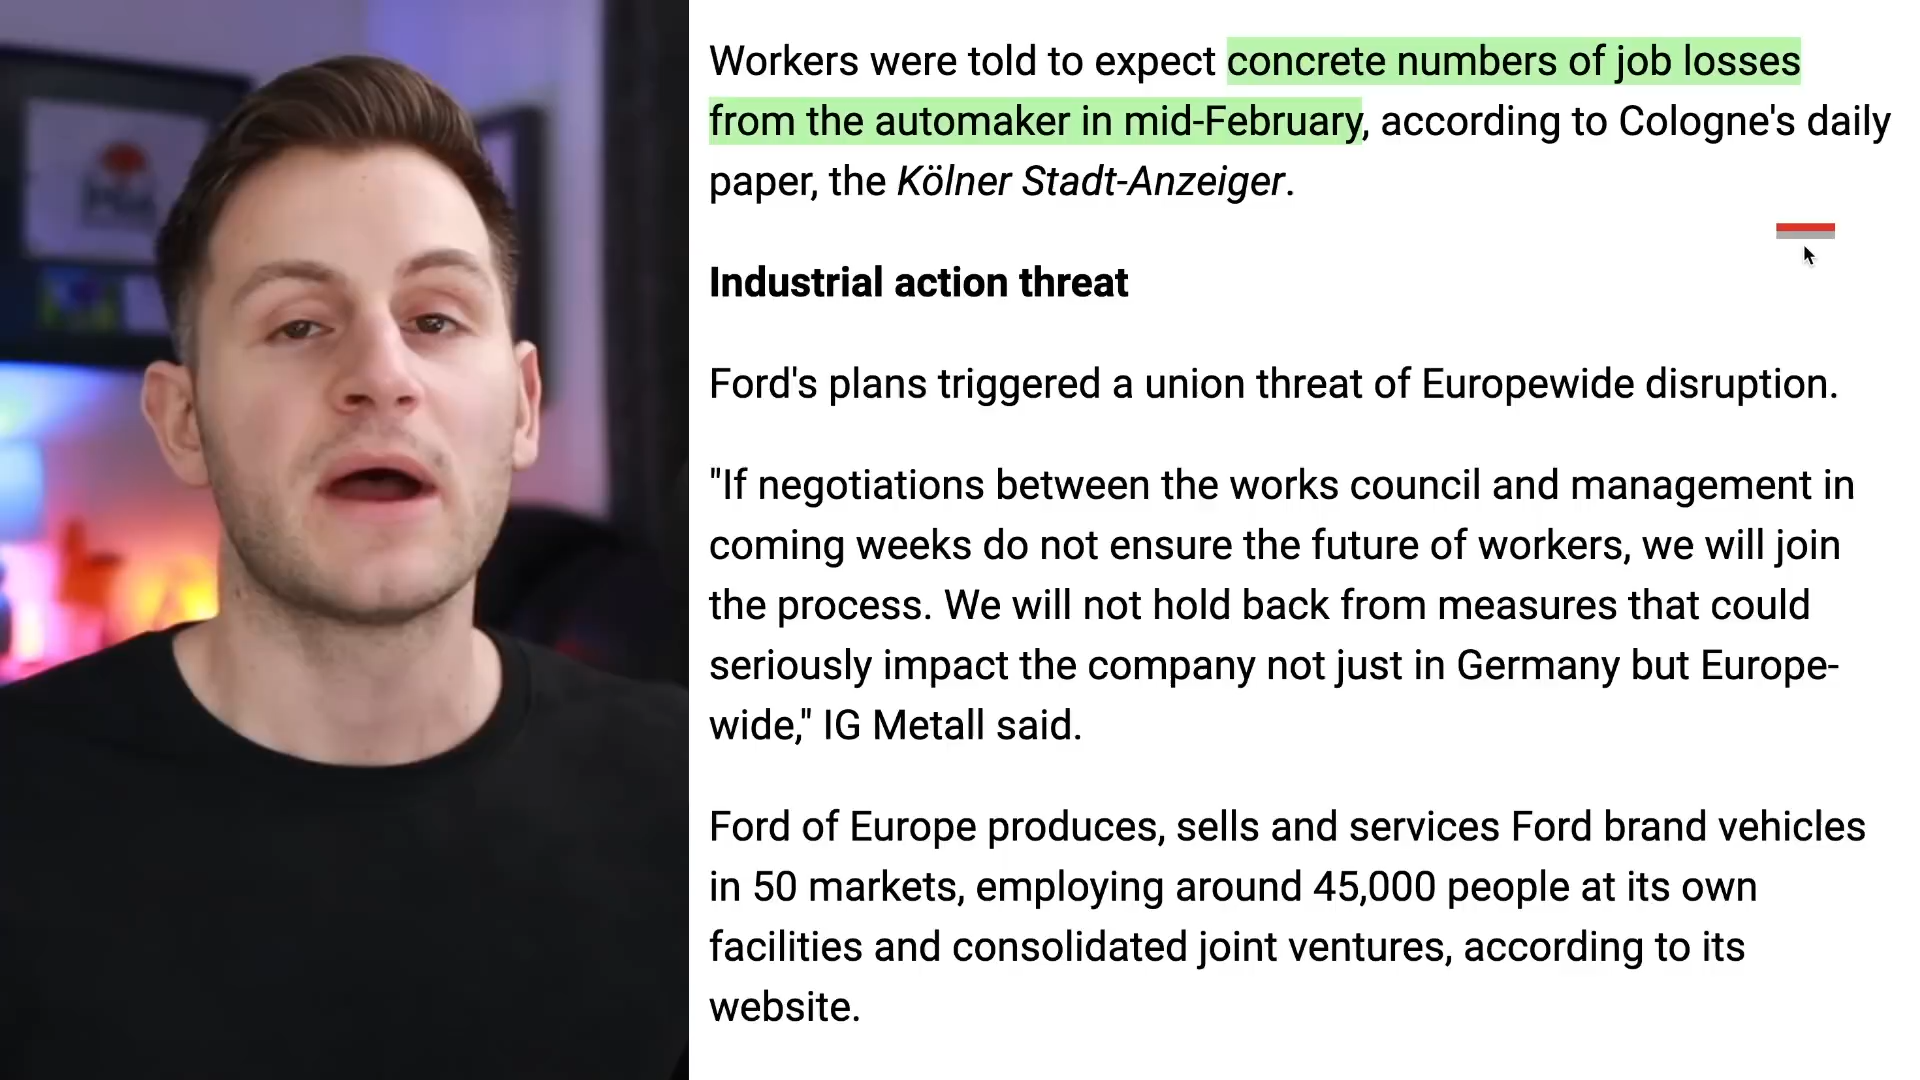 Workers were told to expect concrete numbers of job losses
from the automaker in mid-February, according to Cologne's daily
paper, the Kölner Stadt-Anzeiger.
Industrial action threat
Ford's plans triggered a union threat of Europewide disruption.
"If negotiations between the works council and management in
coming weeks do not ensure the future of workers, we will join
the process. We will not hold back from measures that could
seriously impact the company not just in Germany but Europe-
wide," IG Metall said.
Ford of Europe produces, sells and services Ford brand vehicles
in 50 markets, employing around 45,000 people at its own
facilities and consolidated joint ventures, according to its
website.